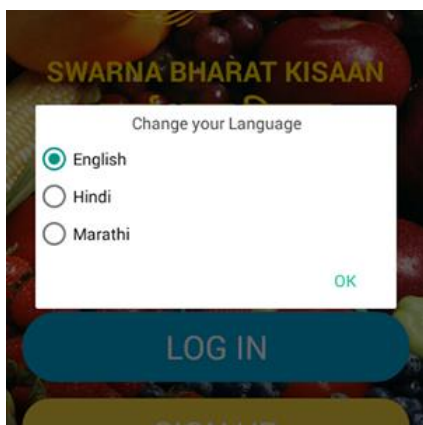 SWARNA BHARAT KISAAN
Change your Language
English
Hindi
Marathi
OK
LOG IN